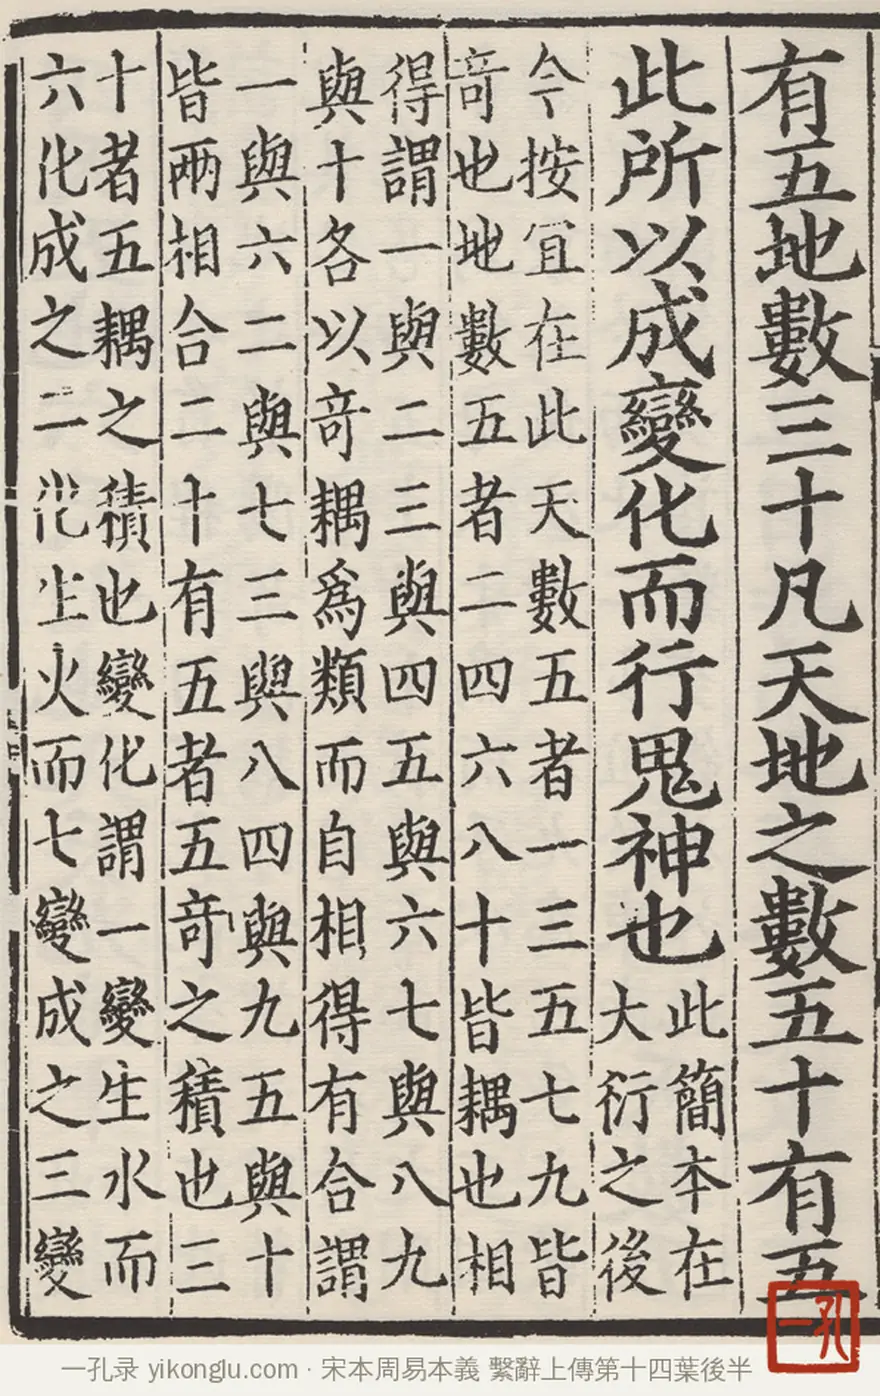 有五地數三十凡天地之數五十有五
此所以成變化而行鬼神也
此簡本在
大衍之後
今按冝在此天數五者一三五七九皆
竒也地數五者二四六八十皆耦也相
得謂一與二三與四五與六七與八九
與十各以竒耦爲類而自相得有合謂
一與六二與七三與八四與九五與十
皆兩相合二十有五者五竒之積也三
十者五耦之積也變化謂一變生水而
六化成之二化生火而七變成之三變
一孔
一孔录 yikonglu.com · 宋本周易本義 繫辭上傳第十四葉後半